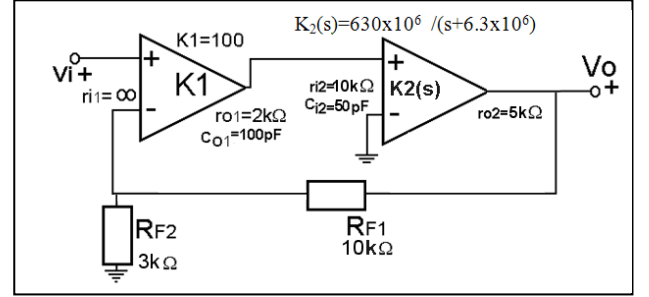 K₂(s)=630x10⁶ /(s+6.3x10⁶)
K1=100
Vi +
ri1= ∞
+
-
K1
ro1=2kΩ
Co1=100pF
ri2=10kΩ
Ci2=50pF
+
-
K2(s)
ro2=5kΩ
Vo
+
RF1
10kΩ
RF2
3kΩ